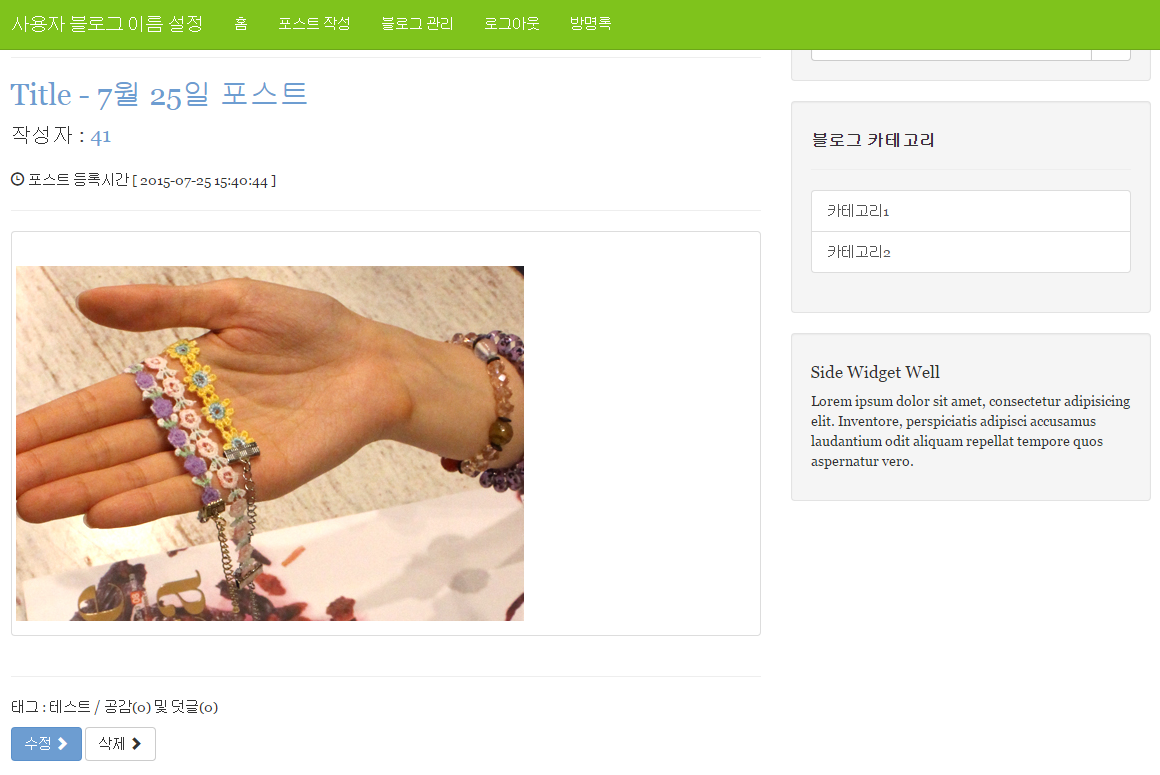 사용자 블로그 이름 설정 홈 포스트 작성 블로그 관리 로그아웃 방명록
Title - 7월 25일 포스트
작성자 : 41
포스트 등록시간 [ 2015-07-25 15:40:44 ]
태그 : 테스트 / 공감(0) 및 덧글(0)
수정 삭제
블로그 카테고리
카테고리1
카테고리2
Side Widget Well
Lorem ipsum dolor sit amet, consectetur adipisicing
elit. Inventore, perspiciatis adipisci accusamus
laudantium odit aliquam repellat tempore quos
aspernatur vero.